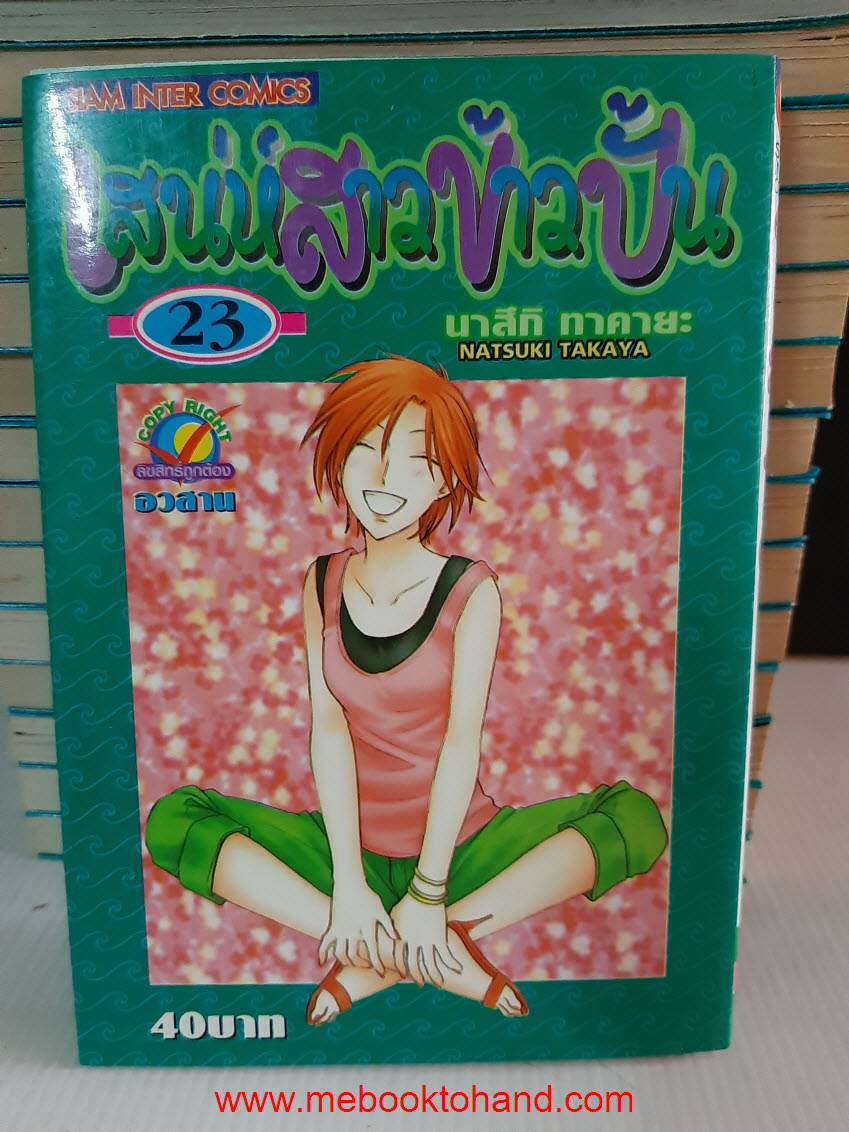 SIAM INTER COMICS
เสน่ห์สาวข้าวปั้น
23
นาสึกิ ทาคายะ
NATSUKI TAKAYA
COPY RIGHT
ลิขสิทธิ์ถูกต้อง
อวสาน
40บาท
www.mebooktohand.com